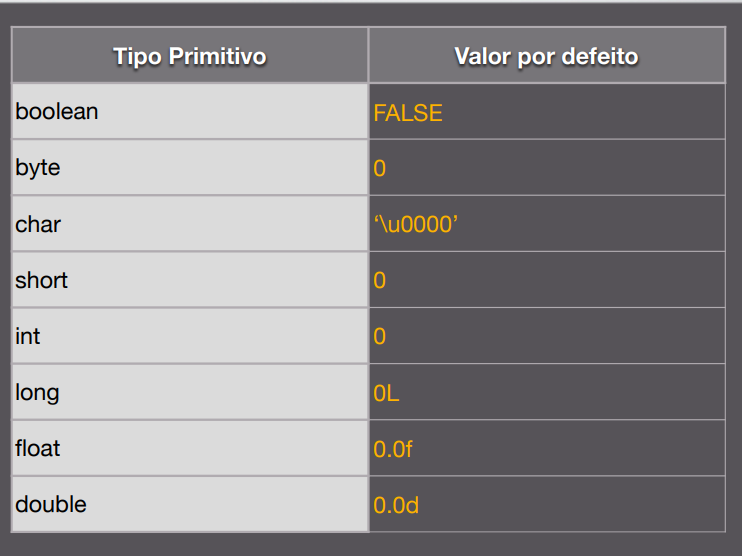 Tipo Primitivo Valor por defeito
boolean FALSE
byte 0
char ‘\u0000’
short 0
int 0
long 0L
float 0.0f
double 0.0d